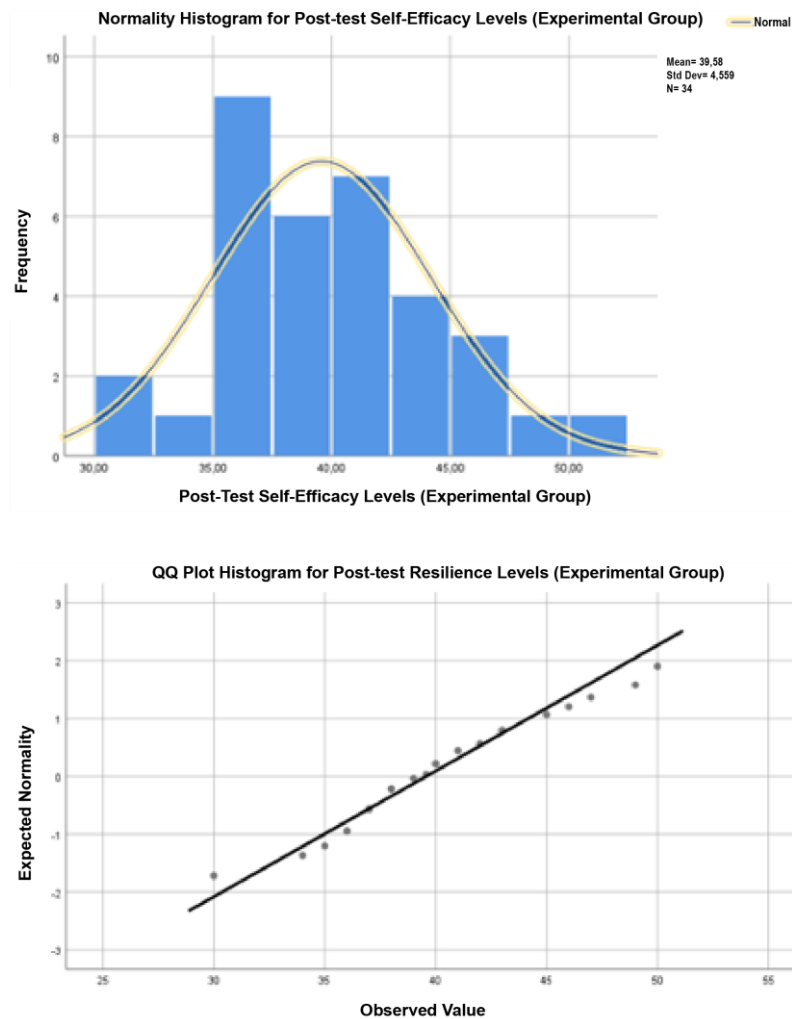 Normality Histogram for Post-test Self-Efficacy Levels (Experimental Group)
Normal
Mean= 39,58
Std Dev= 4,559
N= 34
10
8
6
4
2
0
Frequency
30,00 35,00 40,00 45,00 50,00
Post-Test Self-Efficacy Levels (Experimental Group)
QQ Plot Histogram for Post-test Resilience Levels (Experimental Group)
3
2
1
0
-1
-2
-3
Expected Normality
25 30 35 40 45 50 55
Observed Value